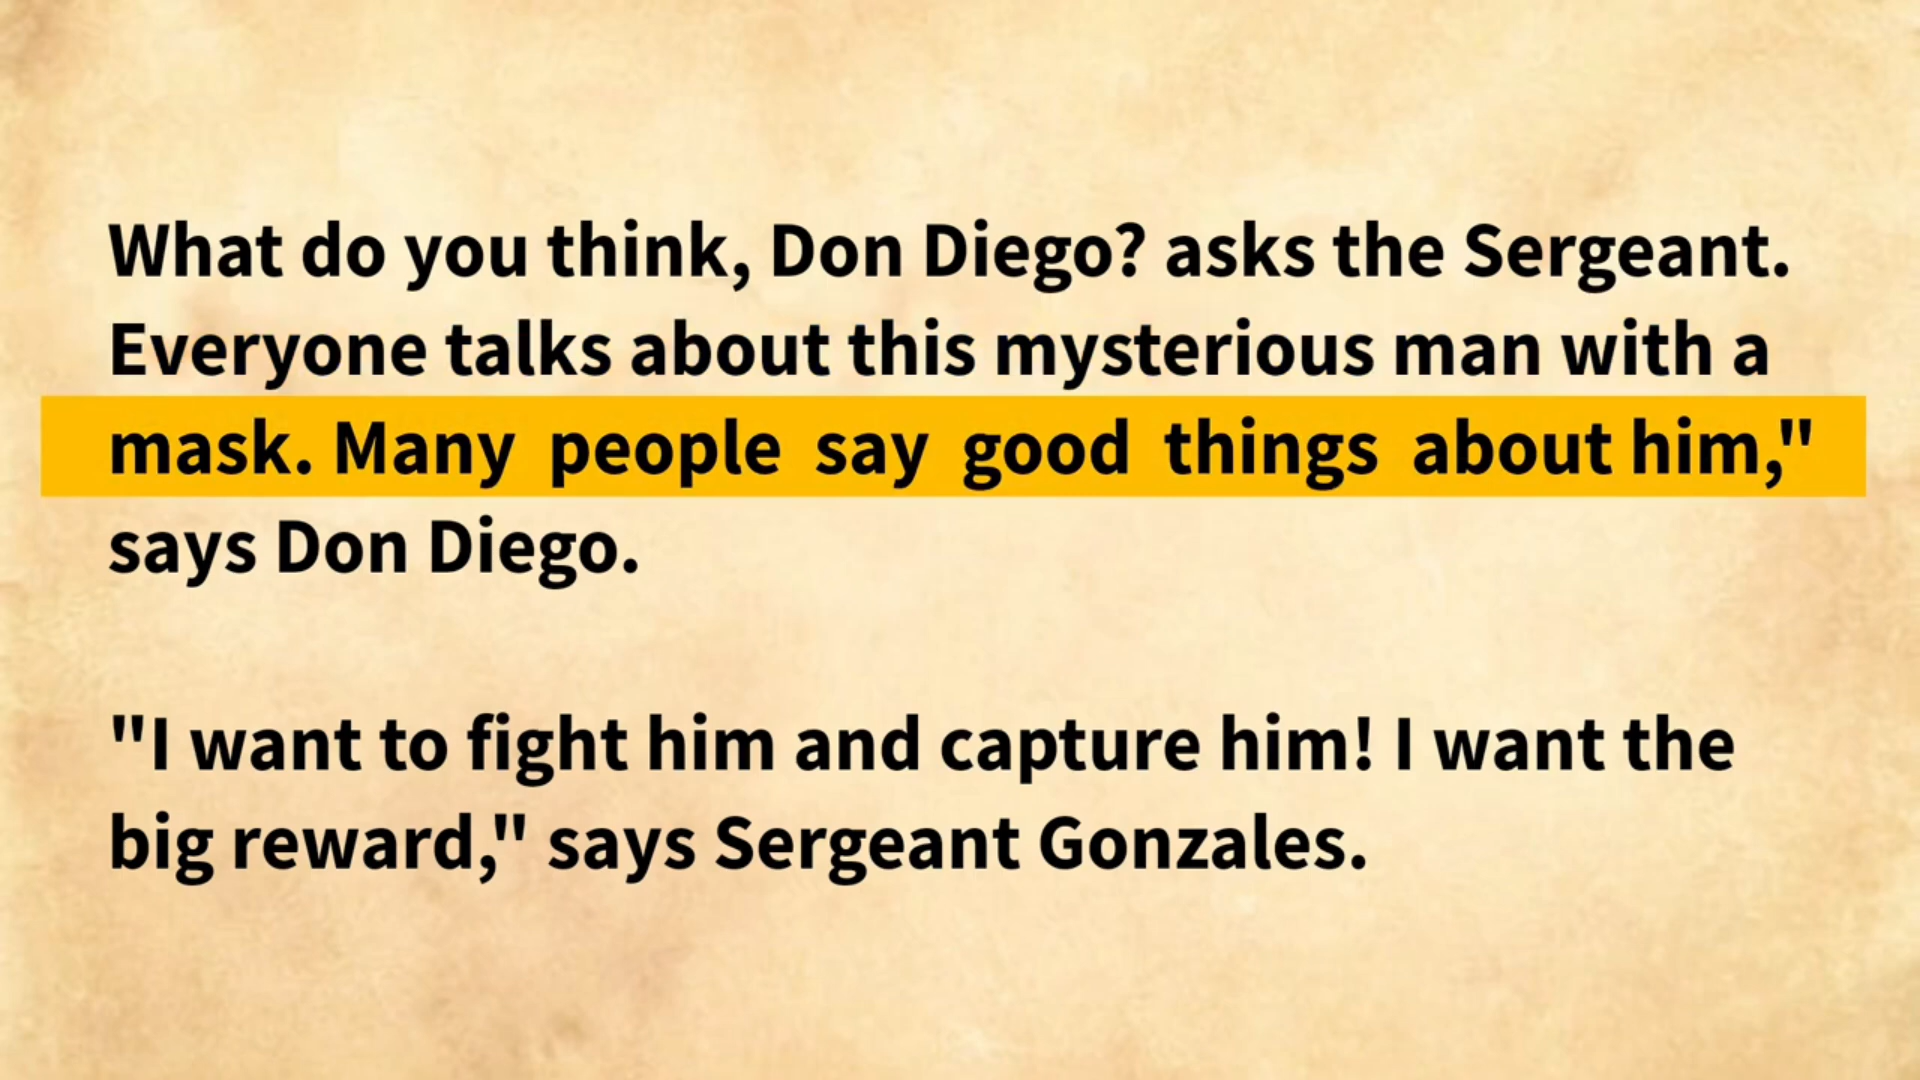 What do you think, Don Diego? asks the Sergeant.
Everyone talks about this mysterious man with a
mask. Many people say good things about him,"
says Don Diego.
"I want to fight him and capture him! I want the
big reward," says Sergeant Gonzales.